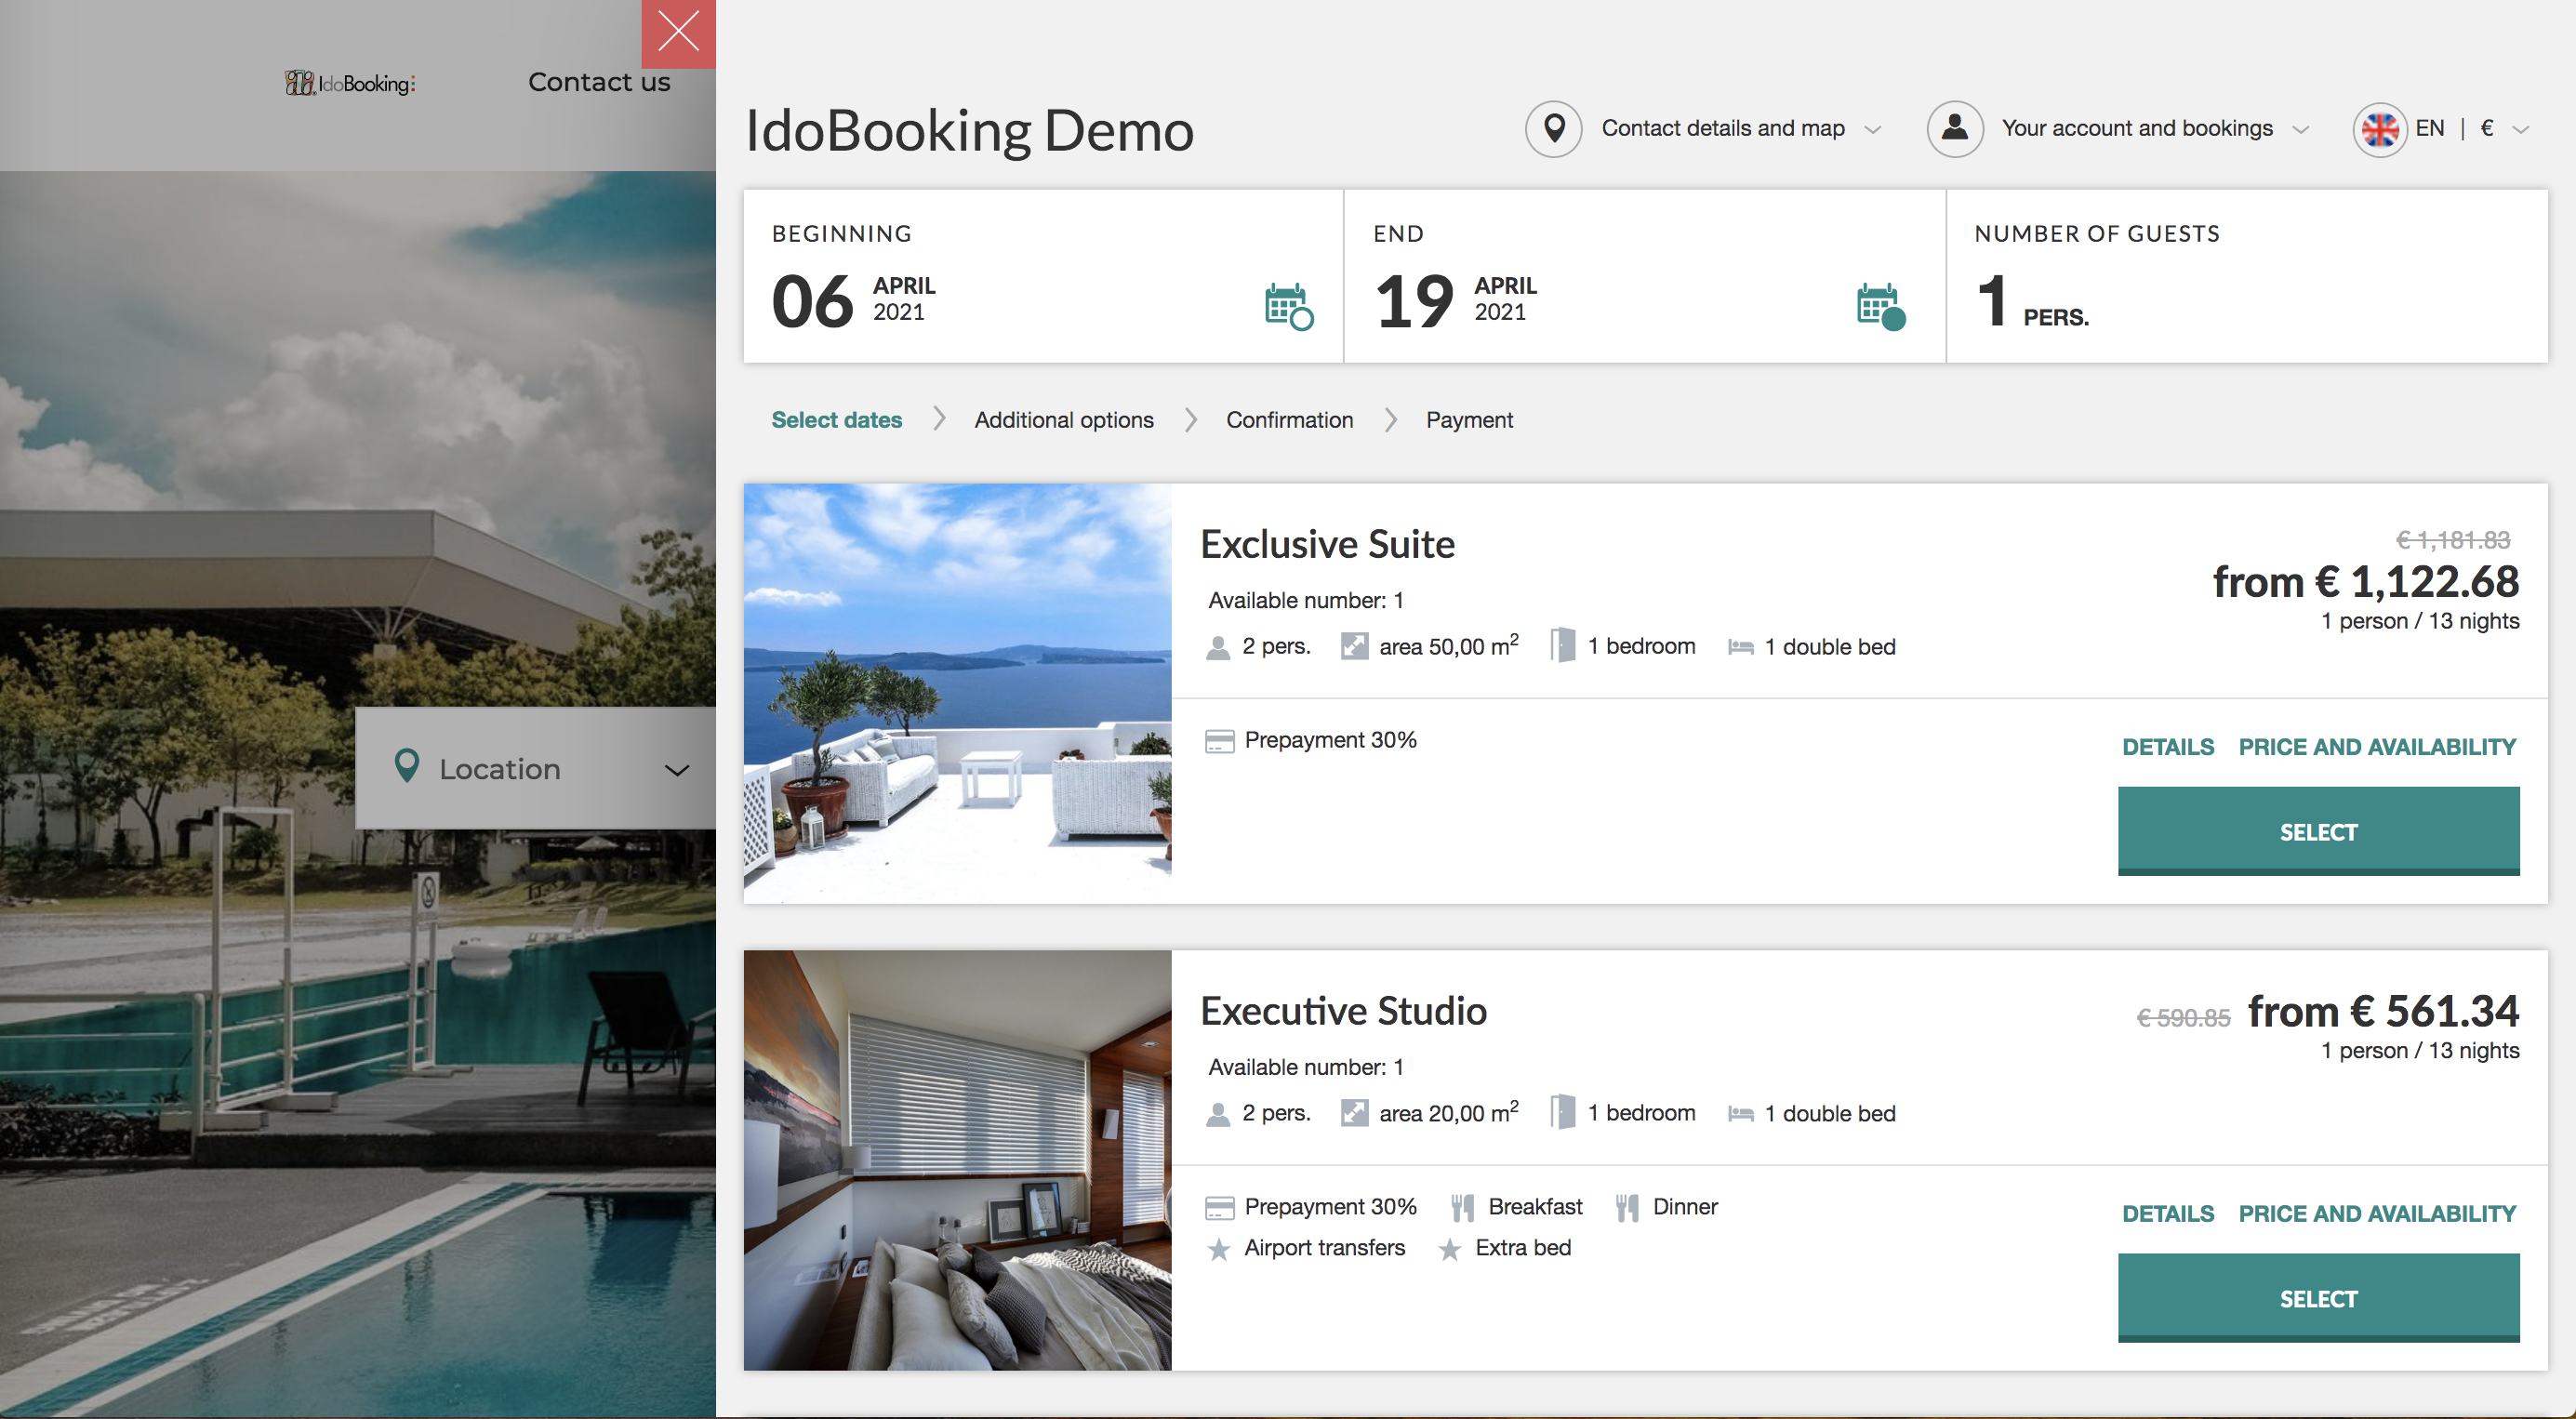 IdoBooking
Contact us
Location
IdoBooking Demo
Contact details and map
Your account and bookings
EN | €
BEGINNING
06 APRIL 2021
END
19 APRIL 2021
NUMBER OF GUESTS
1 PERS.
Select dates
Additional options
Confirmation
Payment
Exclusive Suite
Available number: 1
2 pers. area 50,00 m² 1 bedroom 1 double bed
€ 1,181.83
from € 1,122.68
1 person / 13 nights
Prepayment 30%
DETAILS PRICE AND AVAILABILITY
SELECT
Executive Studio
Available number: 1
2 pers. area 20,00 m² 1 bedroom 1 double bed
€ 590.85 from € 561.34
1 person / 13 nights
Prepayment 30% Breakfast Dinner
Airport transfers Extra bed
DETAILS PRICE AND AVAILABILITY
SELECT